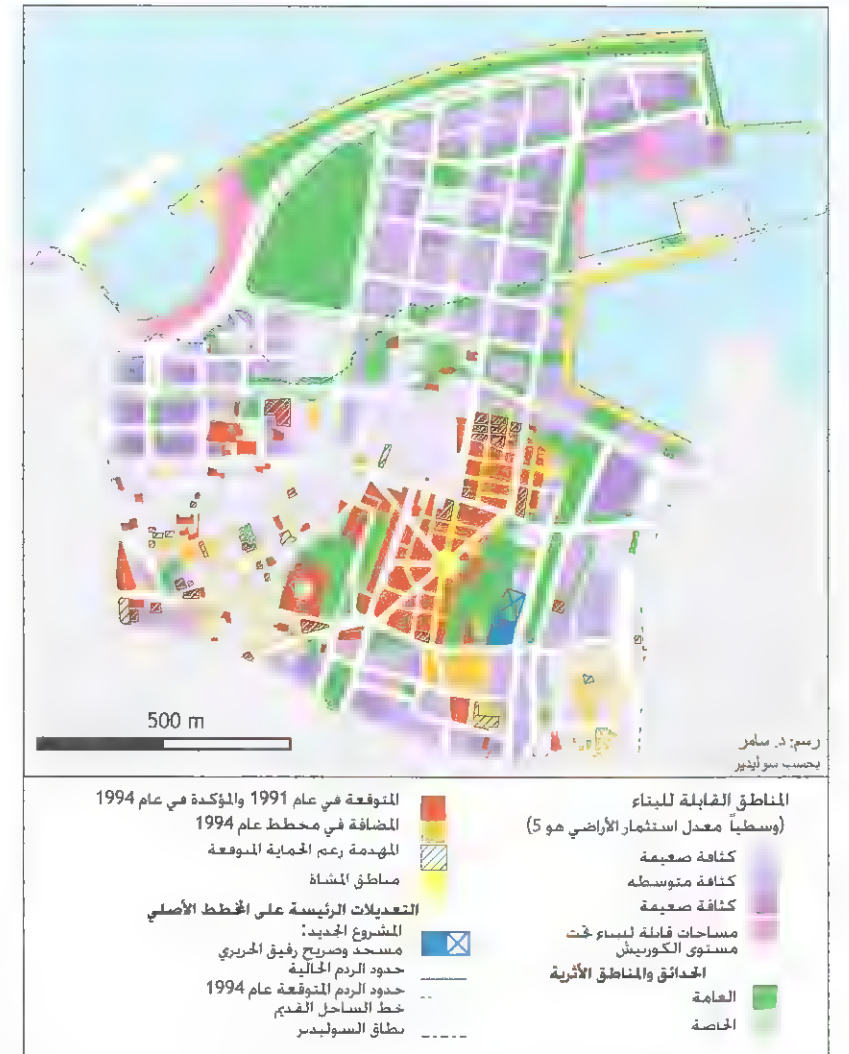 500 m
رسم: د. سامر
بحسب سوليدير
المناطق القابلة للبناء
(وسطياً معدل استثمار الأراضي هو 5)
كثافة ضعيفة
كثافة متوسطه
كثافة ضعيفة
مساحات قابلة للبناء تحت
مستوى الكورنيش
الحدائق والمناطق الأثرية
العامة
الخاصة
المتوقعة في عام 1991 والمؤكدة في عام 1994
المضافة في مخطط عام 1994
المهدمة رغم الحماية المتوقعة
مناطق المشاة
التعديلات الرئيسة على المخطط الأصلي
المشروع الجديد:
مسجد وضريح رفيق الحريري
حدود الردم الحالية
حدود الردم المتوقعة عام 1994
خط الساحل القديم
نطاق السوليدير